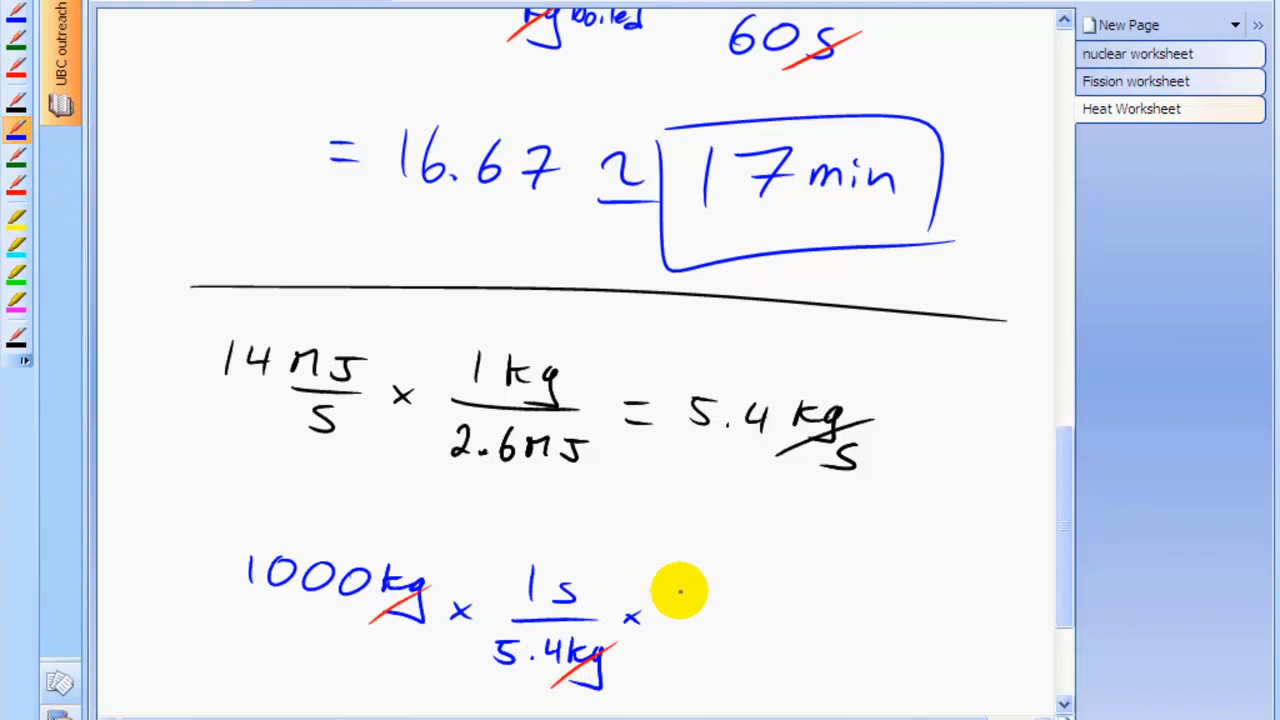 kg boiled
60 s
= 16.67 ≃ 17 min
14 MJ/s × 1 kg / 2.6 MJ = 5.4 kg/s
1000 kg × 1 s / 5.4 kg ×
UBC outreach
New Page
nuclear worksheet
Fission worksheet
Heat Worksheet